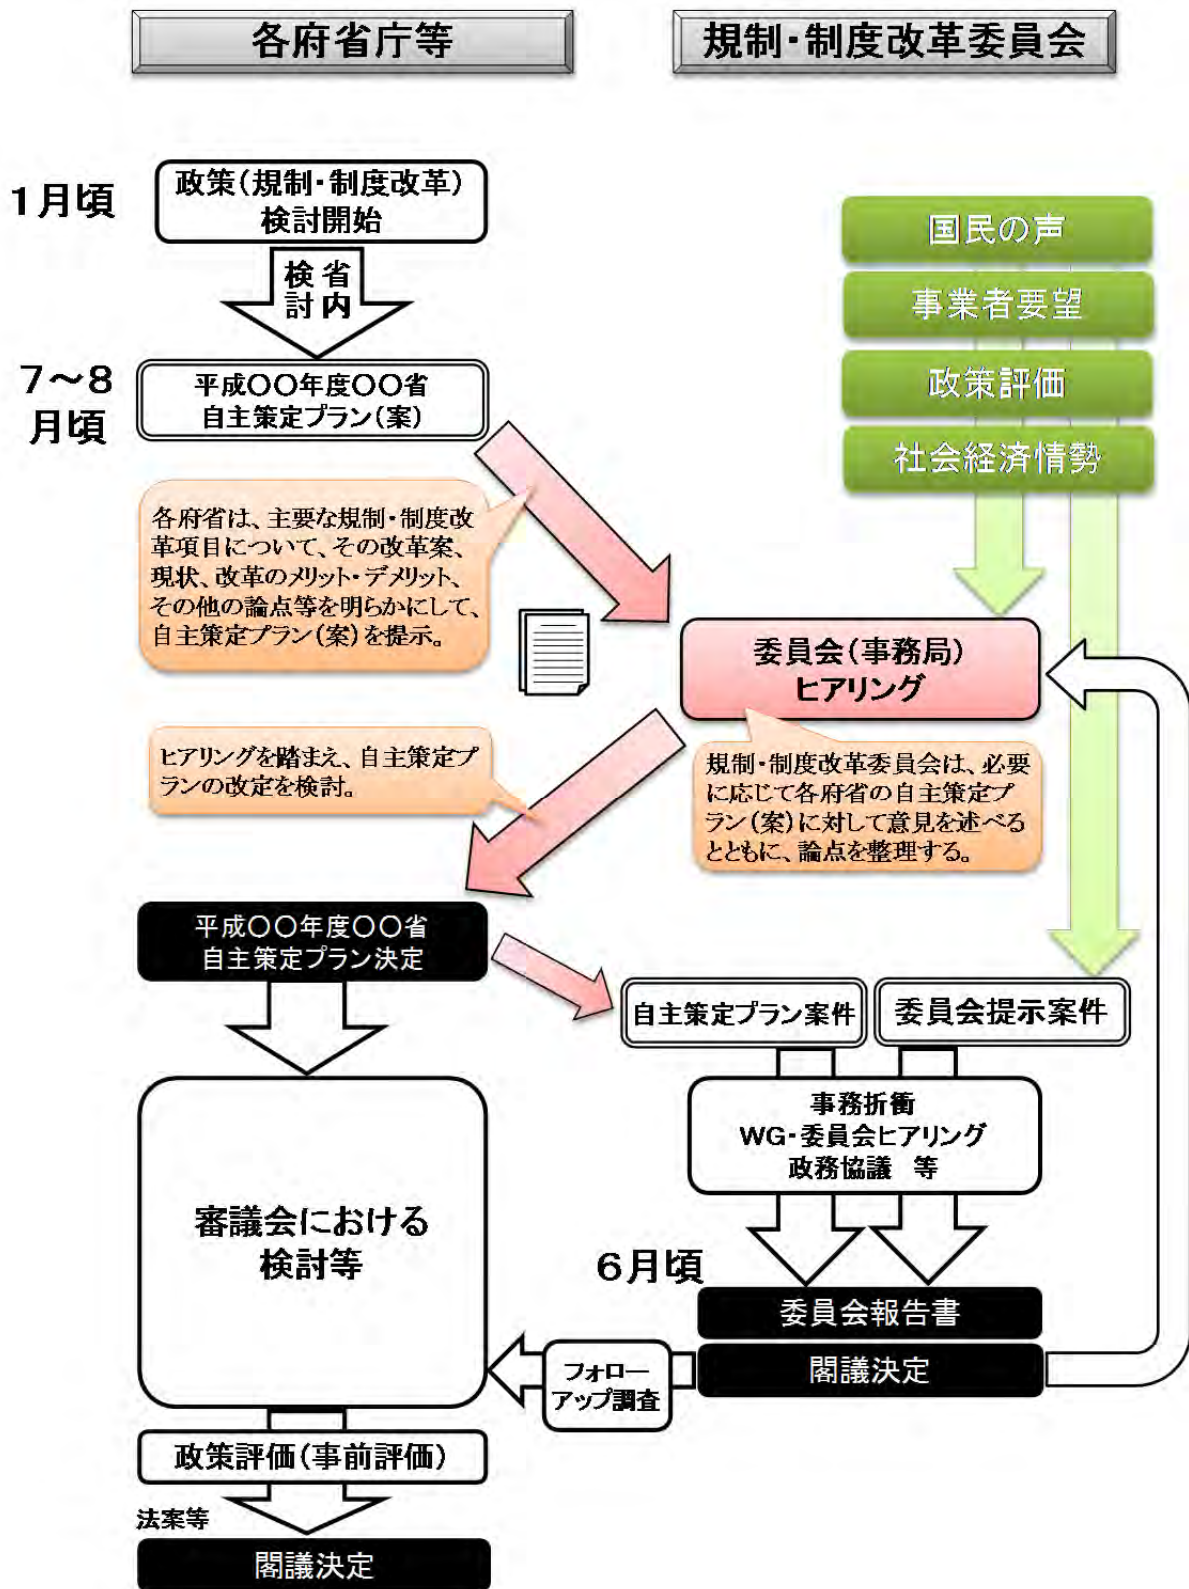 各府省庁等
規制・制度改革委員会
1月頃
政策(規制・制度改革)
検討開始
省内
検討
国民の声
事業者要望
政策評価
社会経済情勢
7～8
月頃
平成〇〇年度〇〇省
自主策定プラン(案)
各府省は、主要な規制・制度改
革項目について、その改革案、
現状、改革のメリット・デメリット、
その他の論点等を明らかにして、
自主策定プラン(案)を提示。
委員会(事務局)
ヒアリング
ヒアリングを踏まえ、自主策定プ
ランの改定を検討。
規制・制度改革委員会は、必要
に応じて各府省の自主策定プ
ラン(案)に対して意見を述べる
とともに、論点を整理する。
平成〇〇年度〇〇省
自主策定プラン決定
自主策定プラン案件
委員会提示案件
事務折衝
WG・委員会ヒアリング
政務協議 等
審議会における
検討等
6月頃
委員会報告書
閣議決定
フォロー
アップ調査
政策評価(事前評価)
法案等
閣議決定